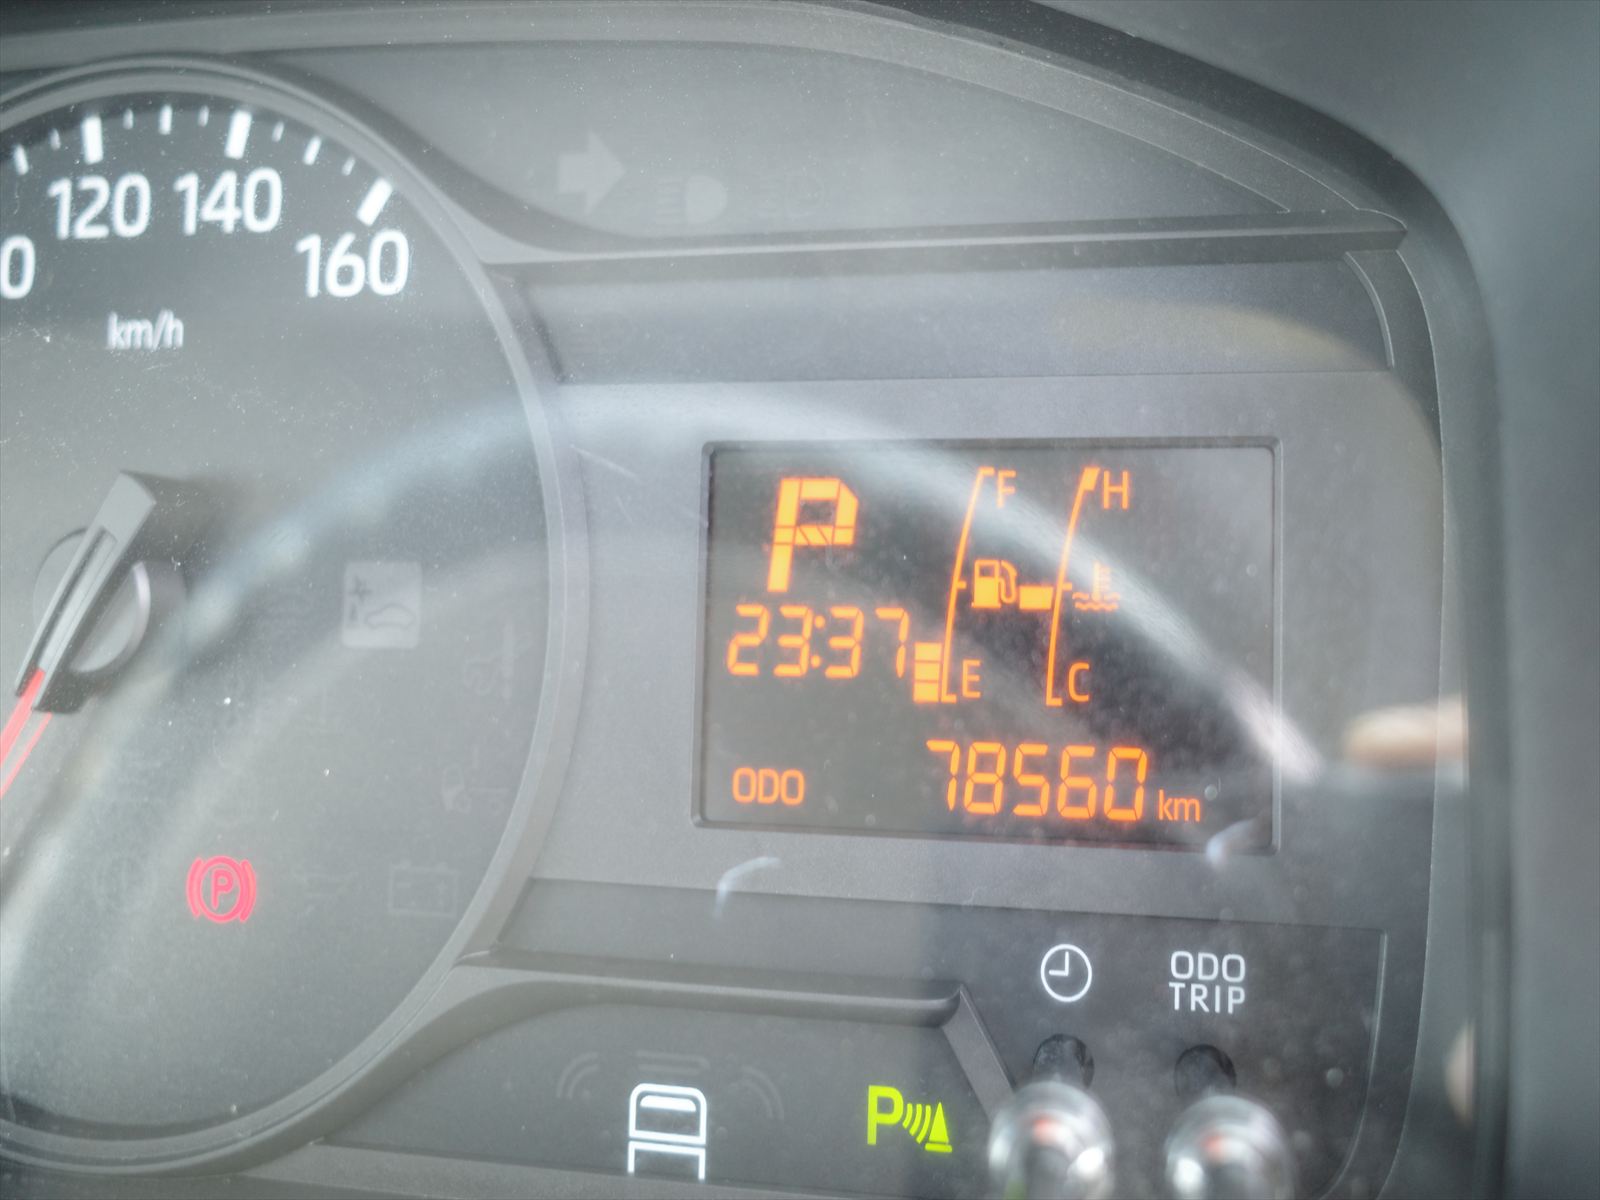 120 140
160
km/h
P
F
H
23:37
E
C
ODO
78560 km
P
ODO
TRIP
P